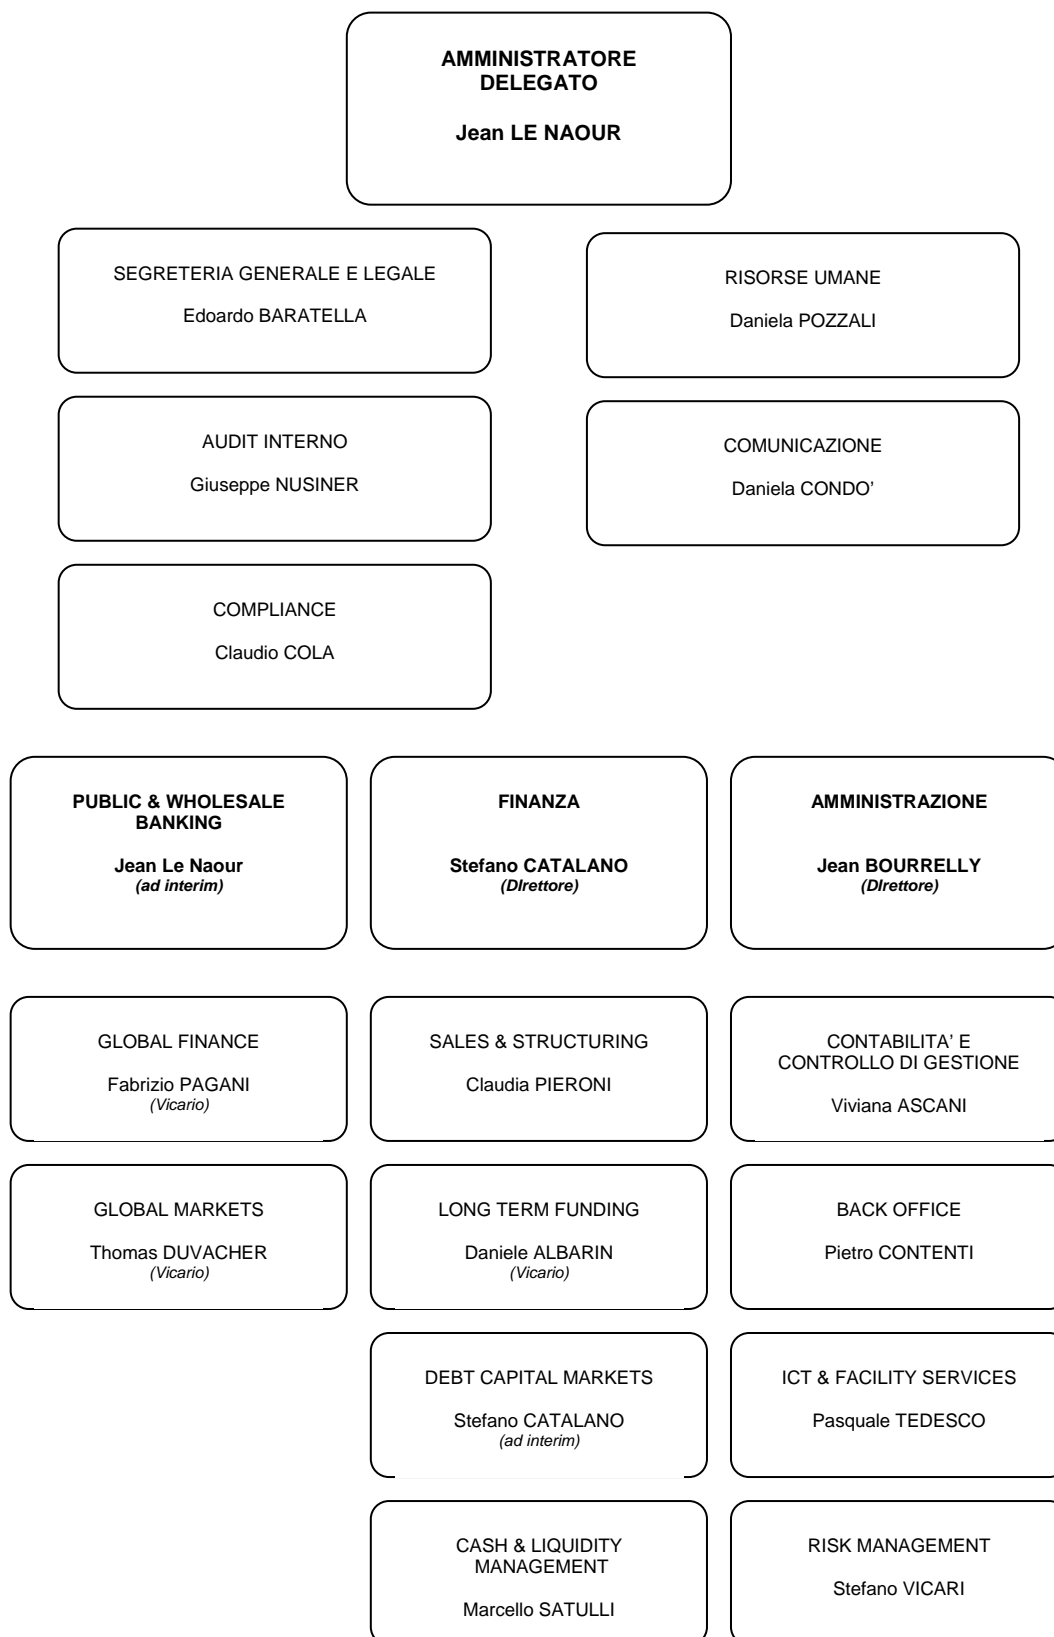 AMMINISTRATORE
DELEGATO
Jean LE NAOUR
SEGRETERIA GENERALE E LEGALE
Edoardo BARATELLA
RISORSE UMANE
Daniela POZZALI
AUDIT INTERNO
Giuseppe NUSINER
COMUNICAZIONE
Daniela CONDO’
COMPLIANCE
Claudio COLA
PUBLIC & WHOLESALE
BANKING
Jean Le Naour
(ad interim)
FINANZA
Stefano CATALANO
(DIrettore)
AMMINISTRAZIONE
Jean BOURRELLY
(DIrettore)
GLOBAL FINANCE
Fabrizio PAGANI
(Vicario)
SALES & STRUCTURING
Claudia PIERONI
CONTABILITA’ E
CONTROLLO DI GESTIONE
Viviana ASCANI
GLOBAL MARKETS
Thomas DUVACHER
(Vicario)
LONG TERM FUNDING
Daniele ALBARIN
(Vicario)
BACK OFFICE
Pietro CONTENTI
DEBT CAPITAL MARKETS
Stefano CATALANO
(ad interim)
ICT & FACILITY SERVICES
Pasquale TEDESCO
CASH & LIQUIDITY
MANAGEMENT
Marcello SATULLI
RISK MANAGEMENT
Stefano VICARI